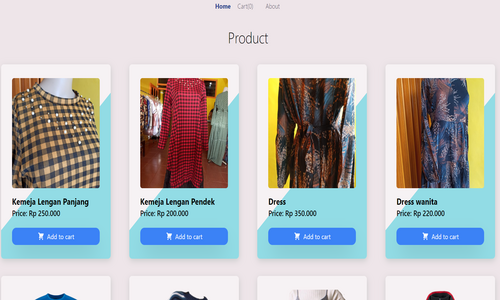 Home Cart(0) About
Product
Kemeja Lengan Panjang
Price: Rp 250.000
Add to cart
Kemeja Lengan Pendek
Price: Rp 200.000
Add to cart
Dress
Price: Rp 350.000
Add to cart
Dress wanita
Price: Rp 220.000
Add to cart